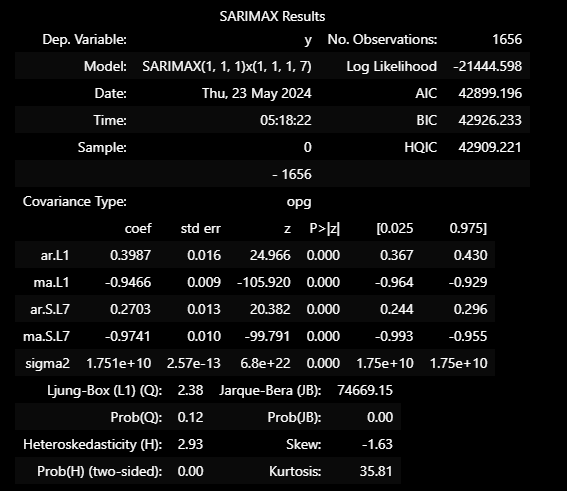 SARIMAX Results
Dep. Variable: y No. Observations: 1656
Model: SARIMAX(1, 1, 1)x(1, 1, 1, 7) Log Likelihood -21444.598
Date: Thu, 23 May 2024 AIC 42899.196
Time: 05:18:22 BIC 42926.233
Sample: 0 HQIC 42909.221
- 1656
Covariance Type: opg
coef std err z P>|z| [0.025 0.975]
ar.L1 0.3987 0.016 24.966 0.000 0.367 0.430
ma.L1 -0.9466 0.009 -105.920 0.000 -0.964 -0.929
ar.S.L7 0.2703 0.013 20.382 0.000 0.244 0.296
ma.S.L7 -0.9741 0.010 -99.791 0.000 -0.993 -0.955
sigma2 1.751e+10 2.57e-13 6.8e+22 0.000 1.75e+10 1.75e+10
Ljung-Box (L1) (Q): 2.38 Jarque-Bera (JB): 74669.15
Prob(Q): 0.12 Prob(JB): 0.00
Heteroskedasticity (H): 2.93 Skew: -1.63
Prob(H) (two-sided): 0.00 Kurtosis: 35.81